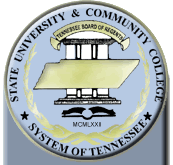 STATE UNIVERSITY & COMMUNITY COLLEGE
TENNESSEE BOARD OF REGENTS
MCMLXXII
★ SYSTEM OF TENNESSEE ★